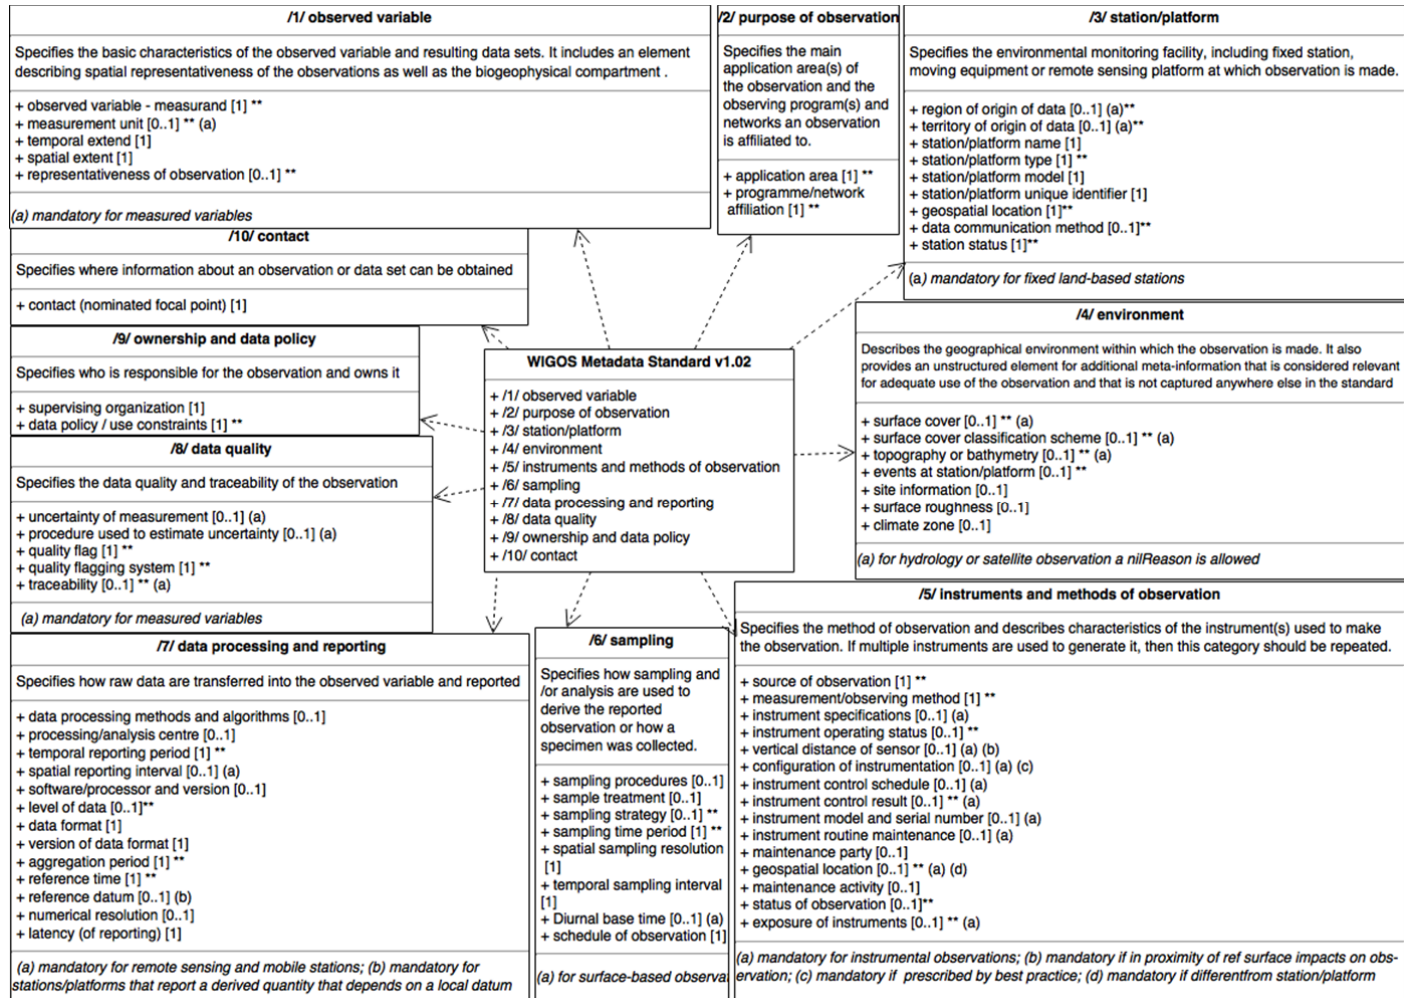 /1/ observed variable
Specifies the basic characteristics of the observed variable and resulting data sets. It includes an element
describing spatial representativeness of the observations as well as the biogeophysical compartment .
+ observed variable - measurand [1] **
+ measurement unit [0..1] ** (a)
+ temporal extend [1]
+ spatial extent [1]
+ representativeness of observation [0..1] **
(a) mandatory for measured variables
/2/ purpose of observation
Specifies the main
application area(s) of
the observation and the
observing program(s) and
networks an observation
is affiliated to.
+ application area [1] **
+ programme/network
affiliation [1] **
/3/ station/platform
Specifies the environmental monitoring facility, including fixed station,
moving equipment or remote sensing platform at which observation is made.
+ region of origin of data [0..1] (a)**
+ territory of origin of data [0..1] (a)**
+ station/platform name [1]
+ station/platform type [1] **
+ station/platform model [1]
+ station/platform unique identifier [1]
+ geospatial location [1]**
+ data communication method [0..1]**
+ station status [1]**
(a) mandatory for fixed land-based stations
/10/ contact
Specifies where information about an observation or data set can be obtained
+ contact (nominated focal point) [1]
/9/ ownership and data policy
Specifies who is responsible for the observation and owns it
+ supervising organization [1]
+ data policy / use constraints [1] **
WIGOS Metadata Standard v1.02
+ /1/ observed variable
+ /2/ purpose of observation
+ /3/ station/platform
+ /4/ environment
+ /5/ instruments and methods of observation
+ /6/ sampling
+ /7/ data processing and reporting
+ /8/ data quality
+ /9/ ownership and data policy
+ /10/ contact
/4/ environment
Describes the geographical environment within which the observation is made. It also
provides an unstructured element for additional meta-information that is considered relevant
for adequate use of the observation and that is not captured anywhere else in the standard
+ surface cover [0..1] ** (a)
+ surface cover classification scheme [0..1] ** (a)
+ topography or bathymetry [0..1] ** (a)
+ events at station/platform [0..1] **
+ site information [0..1]
+ surface roughness [0..1]
+ climate zone [0..1]
(a) for hydrology or satellite observation a nilReason is allowed
/8/ data quality
Specifies the data quality and traceability of the observation
+ uncertainty of measurement [0..1] (a)
+ procedure used to estimate uncertainty [0..1] (a)
+ quality flag [1] **
+ quality flagging system [1] **
+ traceability [0..1] ** (a)
(a) mandatory for measured variables
/7/ data processing and reporting
Specifies how raw data are transferred into the observed variable and reported
+ data processing methods and algorithms [0..1]
+ processing/analysis centre [0..1]
+ temporal reporting period [1] **
+ spatial reporting interval [0..1] (a)
+ software/processor and version [0..1]
+ level of data [0..1]**
+ data format [1]
+ version of data format [1]
+ aggregation period [1] **
+ reference time [1] **
+ reference datum [0..1] (b)
+ numerical resolution [0..1]
+ latency (of reporting) [1]
(a) mandatory for remote sensing and mobile stations; (b) mandatory for
stations/platforms that report a derived quantity that depends on a local datum
/6/ sampling
Specifies how sampling and
/or analysis are used to
derive the reported
observation or how a
specimen was collected.
+ sampling procedures [0..1]
+ sample treatment [0..1]
+ sampling strategy [0..1] **
+ sampling time period [1] **
+ spatial sampling resolution
[1]
+ temporal sampling interval
[1]
+ Diurnal base time [0..1] (a)
+ schedule of observation [1]
(a) for surface-based observa
/5/ instruments and methods of observation
Specifies the method of observation and describes characteristics of the instrument(s) used to make
the observation. If multiple instruments are used to generate it, then this category should be repeated.
+ source of observation [1] **
+ measurement/observing method [1] **
+ instrument specifications [0..1] (a)
+ instrument operating status [0..1] **
+ vertical distance of sensor [0..1] (a) (b)
+ configuration of instrumentation [0..1] (a) (c)
+ instrument control schedule [0..1] (a)
+ instrument control result [0..1] ** (a)
+ instrument model and serial number [0..1] (a)
+ instrument routine maintenance [0..1] (a)
+ maintenance party [0..1]
+ geospatial location [0..1] ** (a) (d)
+ maintenance activity [0..1]
+ status of observation [0..1]**
+ exposure of instruments [0..1] ** (a)
(a) mandatory for instrumental observations; (b) mandatory if in proximity of ref surface impacts on obs-
ervation; (c) mandatory if prescribed by best practice; (d) mandatory if differentfrom station/platform